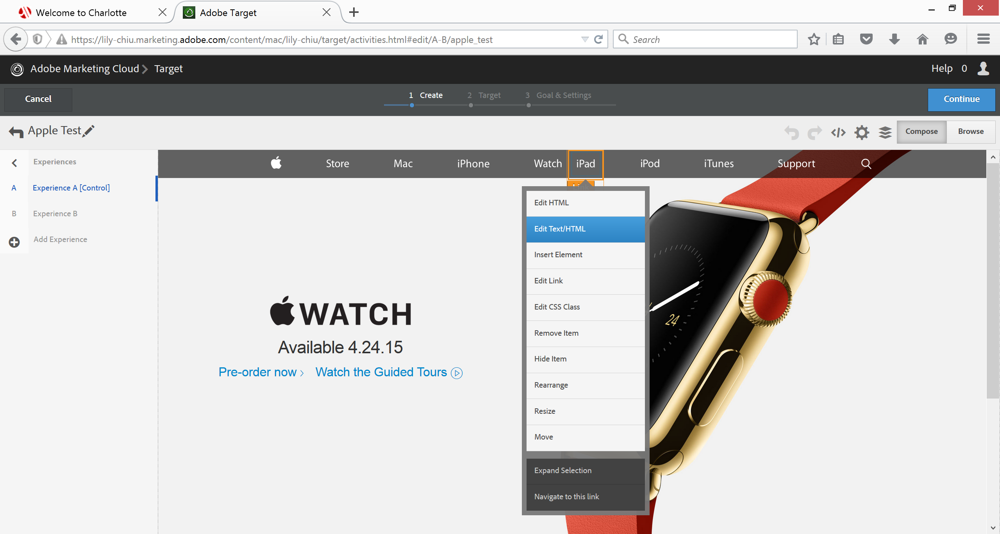 Welcome to Charlotte
Adobe Target
https://lily-chiu.marketing.adobe.com/content/mac/lily-chiu/target/activities.html#edit/A-B/apple_test
Search
Adobe Marketing Cloud Target
Help 0
Cancel
1 Create 2 Target 3 Goal & Settings
Continue
Apple Test
Compose Browse
Experiences
A Experience A [Control]
B Experience B
Add Experience
Store Mac iPhone Watch iPad iPod iTunes Support
Link
Edit HTML
Edit Text/HTML
Insert Element
Edit Link
Edit CSS Class
Remove Item
Hide Item
Rearrange
Resize
Move
Expand Selection
Navigate to this link
WATCH
Available 4.24.15
Pre-order now Watch the Guided Tours
24